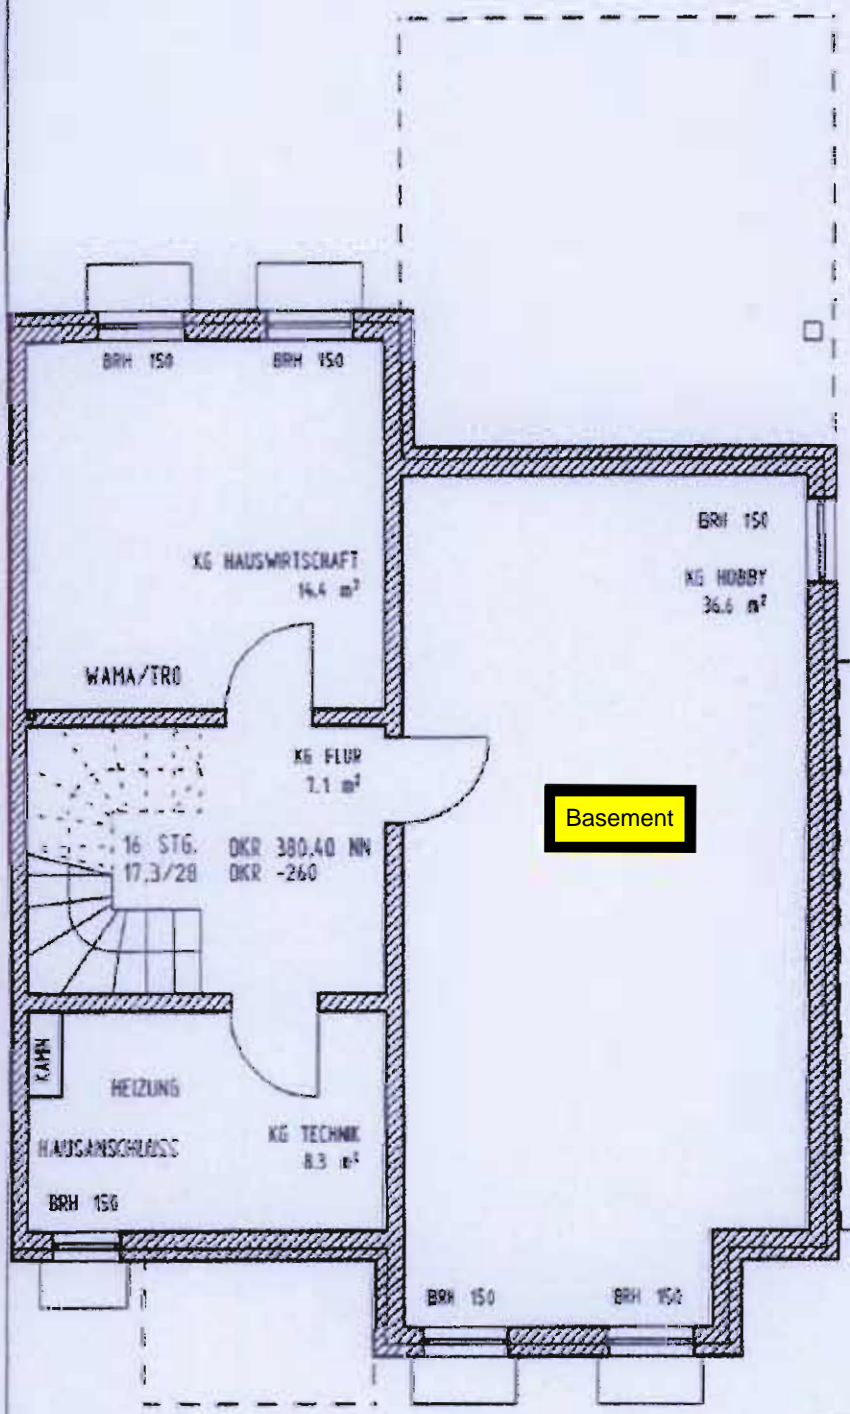 BRH 150
BRH 150
BRH 150
KG HAUSWIRTSCHAFT
14.4 m²
KG HOBBY
36.6 m²
WAMA/TRO
KG FLUR
7.1 m²
Basement
16 STG.
17.3/28
OKR 380.40 NN
OKR -260
KAMIN
HEIZUNG
HAUSANSCHLUSS
KG TECHNIK
8.3 m²
BRH 150
BRH 150
BRH 150